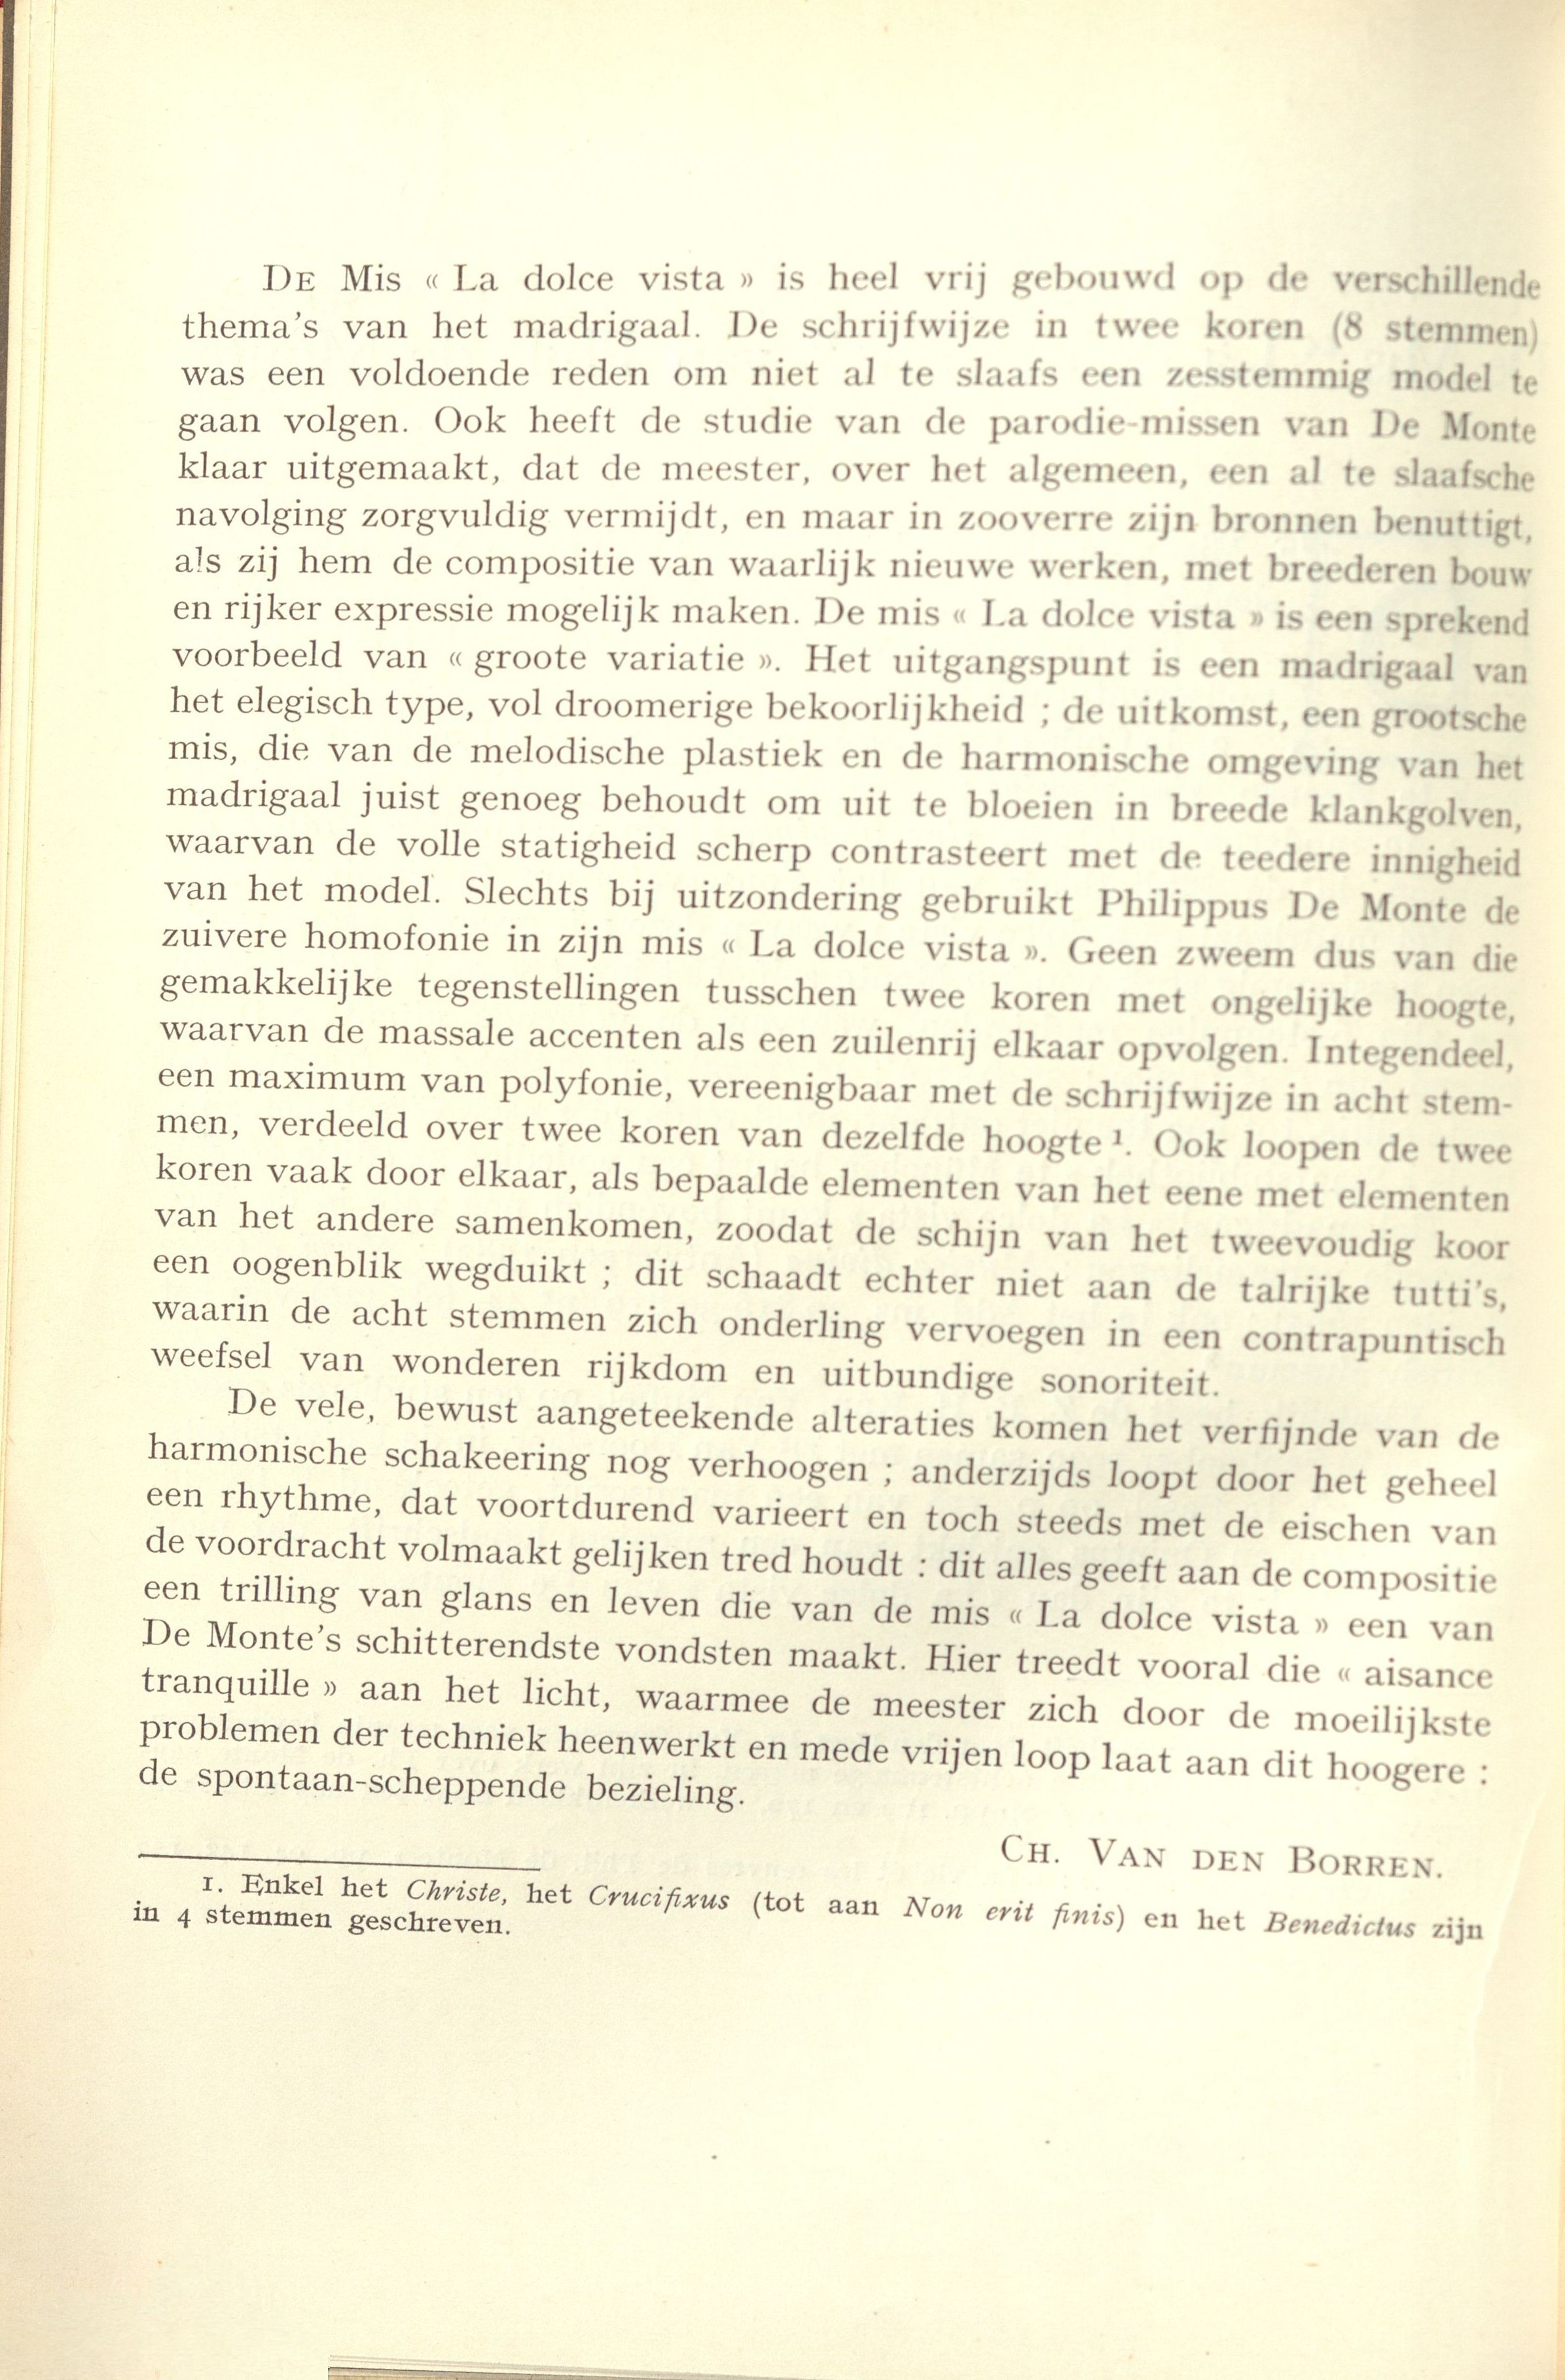 DE Mis « La dolce vista » is heel vrij gebouwd op de verschillende
thema's van het madrigaal. De schrijfwijze in twee koren (8 stemmen)
was een voldoende reden om niet al te slaafs een zesstemmig model te
gaan volgen. Ook heeft de studie van de parodie-missen van De Monte
klaar uitgemaakt, dat de meester, over het algemeen, een al te slaafsche
navolging zorgvuldig vermijdt, en maar in zooverre zijn bronnen benuttigt,
als zij hem de compositie van waarlijk nieuwe werken, met breederen bouw
en rijker expressie mogelijk maken. De mis « La dolce vista » is een sprekend
voorbeeld van « groote variatie ». Het uitgangspunt is een madrigaal van
het elegisch type, vol droomerige bekoorlijkheid ; de uitkomst, een grootsche
mis, die van de melodische plastiek en de harmonische omgeving van het
madrigaal juist genoeg behoudt om uit te bloeien in breede klankgolven,
waarvan de volle statigheid scherp contrasteert met de teedere innigheid
van het model. Slechts bij uitzondering gebruikt Philippus De Monte de
zuivere homofonie in zijn mis « La dolce vista ». Geen zweem dus van die
gemakkelijke tegenstellingen tusschen twee koren met ongelijke hoogte,
waarvan de massale accenten als een zuilenrij elkaar opvolgen. Integendeel,
een maximum van polyfonie, vereenigbaar met de schrijfwijze in acht stem-
men, verdeeld over twee koren van dezelfde hoogte ¹. Ook loopen de twee
koren vaak door elkaar, als bepaalde elementen van het eene met elementen
van het andere samenkomen, zoodat de schijn van het tweevoudig koor
een oogenblik wegduikt ; dit schaadt echter niet aan de talrijke tutti's,
waarin de acht stemmen zich onderling vervoegen in een contrapuntisch
weefsel van wonderen rijkdom en uitbundige sonoriteit.
De vele, bewust aangeteekende alteraties komen het verfijnde van de
harmonische schakeering nog verhoogen ; anderzijds loopt door het geheel
een rhythme, dat voortdurend varieert en toch steeds met de eischen van
de voordracht volmaakt gelijken tred houdt : dit alles geeft aan de compositie
een trilling van glans en leven die van de mis « La dolce vista » een van
De Monte's schitterendste vondsten maakt. Hier treedt vooral die « aisance
tranquille » aan het licht, waarmee de meester zich door de moeilijkste
problemen der techniek heenwerkt en mede vrijen loop laat aan dit hoogere :
de spontaan-scheppende bezieling.
CH. VAN DEN BORREN.
1. Enkel het Christe, het Crucifixus (tot aan Non erit finis) en het Benedictus zijn
in 4 stemmen geschreven.